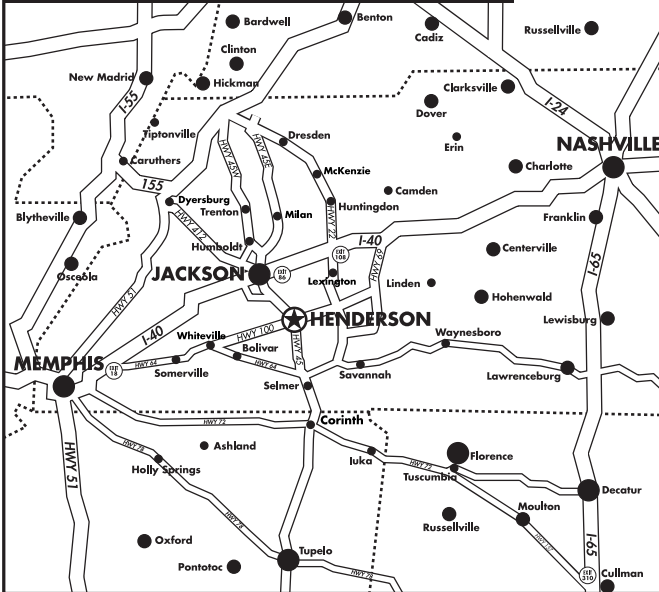 Bardwell
Benton
Cadiz
Russellville
Clinton
New Madrid
Hickman
Clarksville
I-24
I-55
Dover
Tiptonville
Dresden
Erin
NASHVILLE
Caruthers
HWY 45W
HWY 45E
McKenzie
Charlotte
155
Camden
Dyersburg
Trenton
Milan
Huntingdon
HWY 22
Blytheville
HWY 412
Franklin
Humboldt
I-40
EXIT
108
Centerville
HWY 69
Osceola
JACKSON
EXIT
86
Lexington
Linden
I-65
HWY 51
Hohenwald
HENDERSON
Lewisburg
I-40
Whiteville
HWY 100
Waynesboro
HWY 45
MEMPHIS
EXIT
18
HWY 64
Bolivar
HWY 64
Somerville
Savannah
Lawrenceburg
Selmer
HWY 72
Corinth
HWY 51
HWY 78
Ashland
Iuka
Florence
HWY 72
Holly Springs
Tuscumbia
Decatur
Moulton
HWY 78
Russellville
Oxford
Tupelo
I-65
Pontotoc
HWY 78
EXIT
310
Cullman